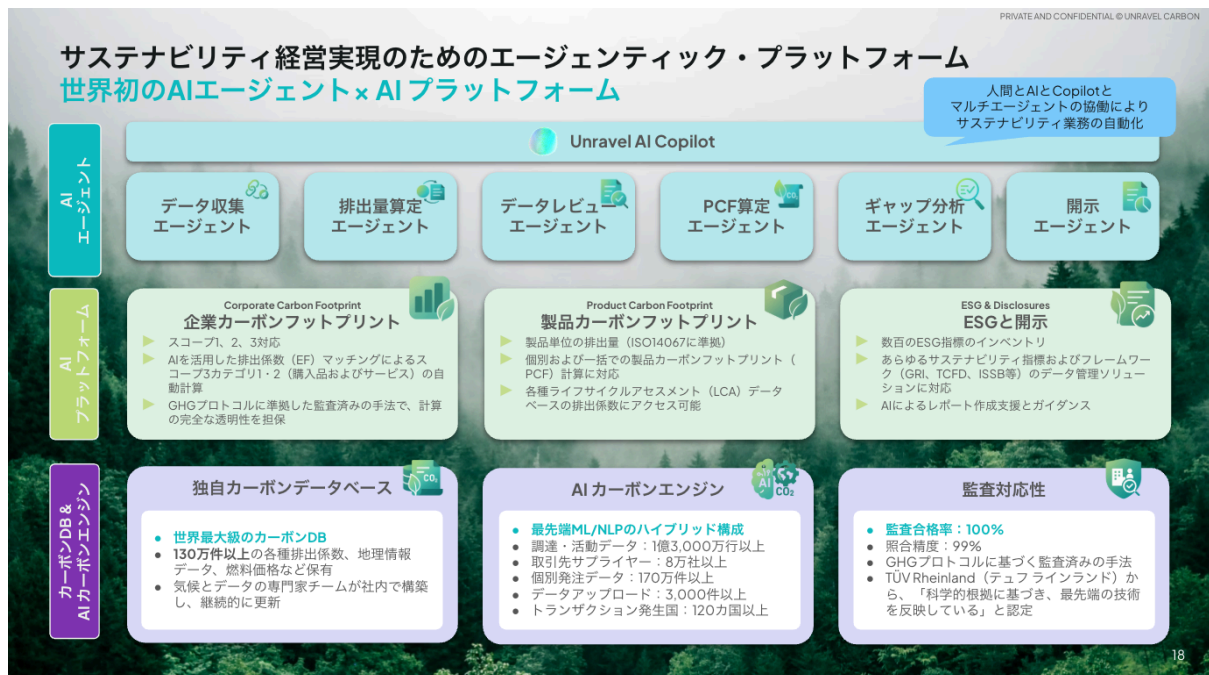 PRIVATE AND CONFIDENTIAL © UNRAVEL CARBON
サステナビリティ経営実現のためのエージェンティック・プラットフォーム
世界初のAIエージェント× AI プラットフォーム
人間とAIとCopilotと
マルチエージェントの協働により
サステナビリティ業務の自動化
AI
エージェント
Unravel AI Copilot
データ収集
エージェント
排出量算定
エージェント
データレビュー
エージェント
PCF算定
エージェント
ギャップ分析
エージェント
開示
エージェント
AI
プラットフォーム
Corporate Carbon Footprint
企業カーボンフットプリント
スコープ1、2、3対応
AIを活用した排出係数（EF）マッチングによるス
コープ3カテゴリ1・2（購入品およびサービス）の自
動計算
GHGプロトコルに準拠した監査済みの手法で、計算
の完全な透明性を担保
Product Carbon Footprint
製品カーボンフットプリント
製品単位の排出量（ISO14067に準拠）
個別および一括での製品カーボンフットプリント（
PCF）計算に対応
各種ライフサイクルアセスメント（LCA）データ
ベースの排出係数にアクセス可能
ESG & Disclosures
ESGと開示
数百のESG指標のインベントリ
あらゆるサステナビリティ指標およびフレームワー
ク（GRI、TCFD、ISSB等）のデータ管理ソリュー
ションに対応
AIによるレポート作成支援とガイダンス
カーボンDB &
AI カーボンエンジン
独自カーボンデータベース
CO₂
● 世界最大級のカーボンDB
● 130万件以上の各種排出係数、地理情報
データ、燃料価格など保有
● 気候とデータの専門家チームが社内で構築
し、継続的に更新
AI カーボンエンジン
AI
CO₂
● 最先端ML/NLPのハイブリッド構成
● 調達・活動データ：1億3,000万行以上
● 取引先サプライヤー：8万社以上
● 個別発注データ：170万件以上
● データアップロード：3,000件以上
● トランザクション発生国：120カ国以上
監査対応性
● 監査合格率：100%
● 照合精度：99%
● GHGプロトコルに基づく監査済みの手法
● TÜV Rheinland（テュフ ラインランド）か
ら、「科学的根拠に基づき、最先端の技術
を反映している」と認定
18